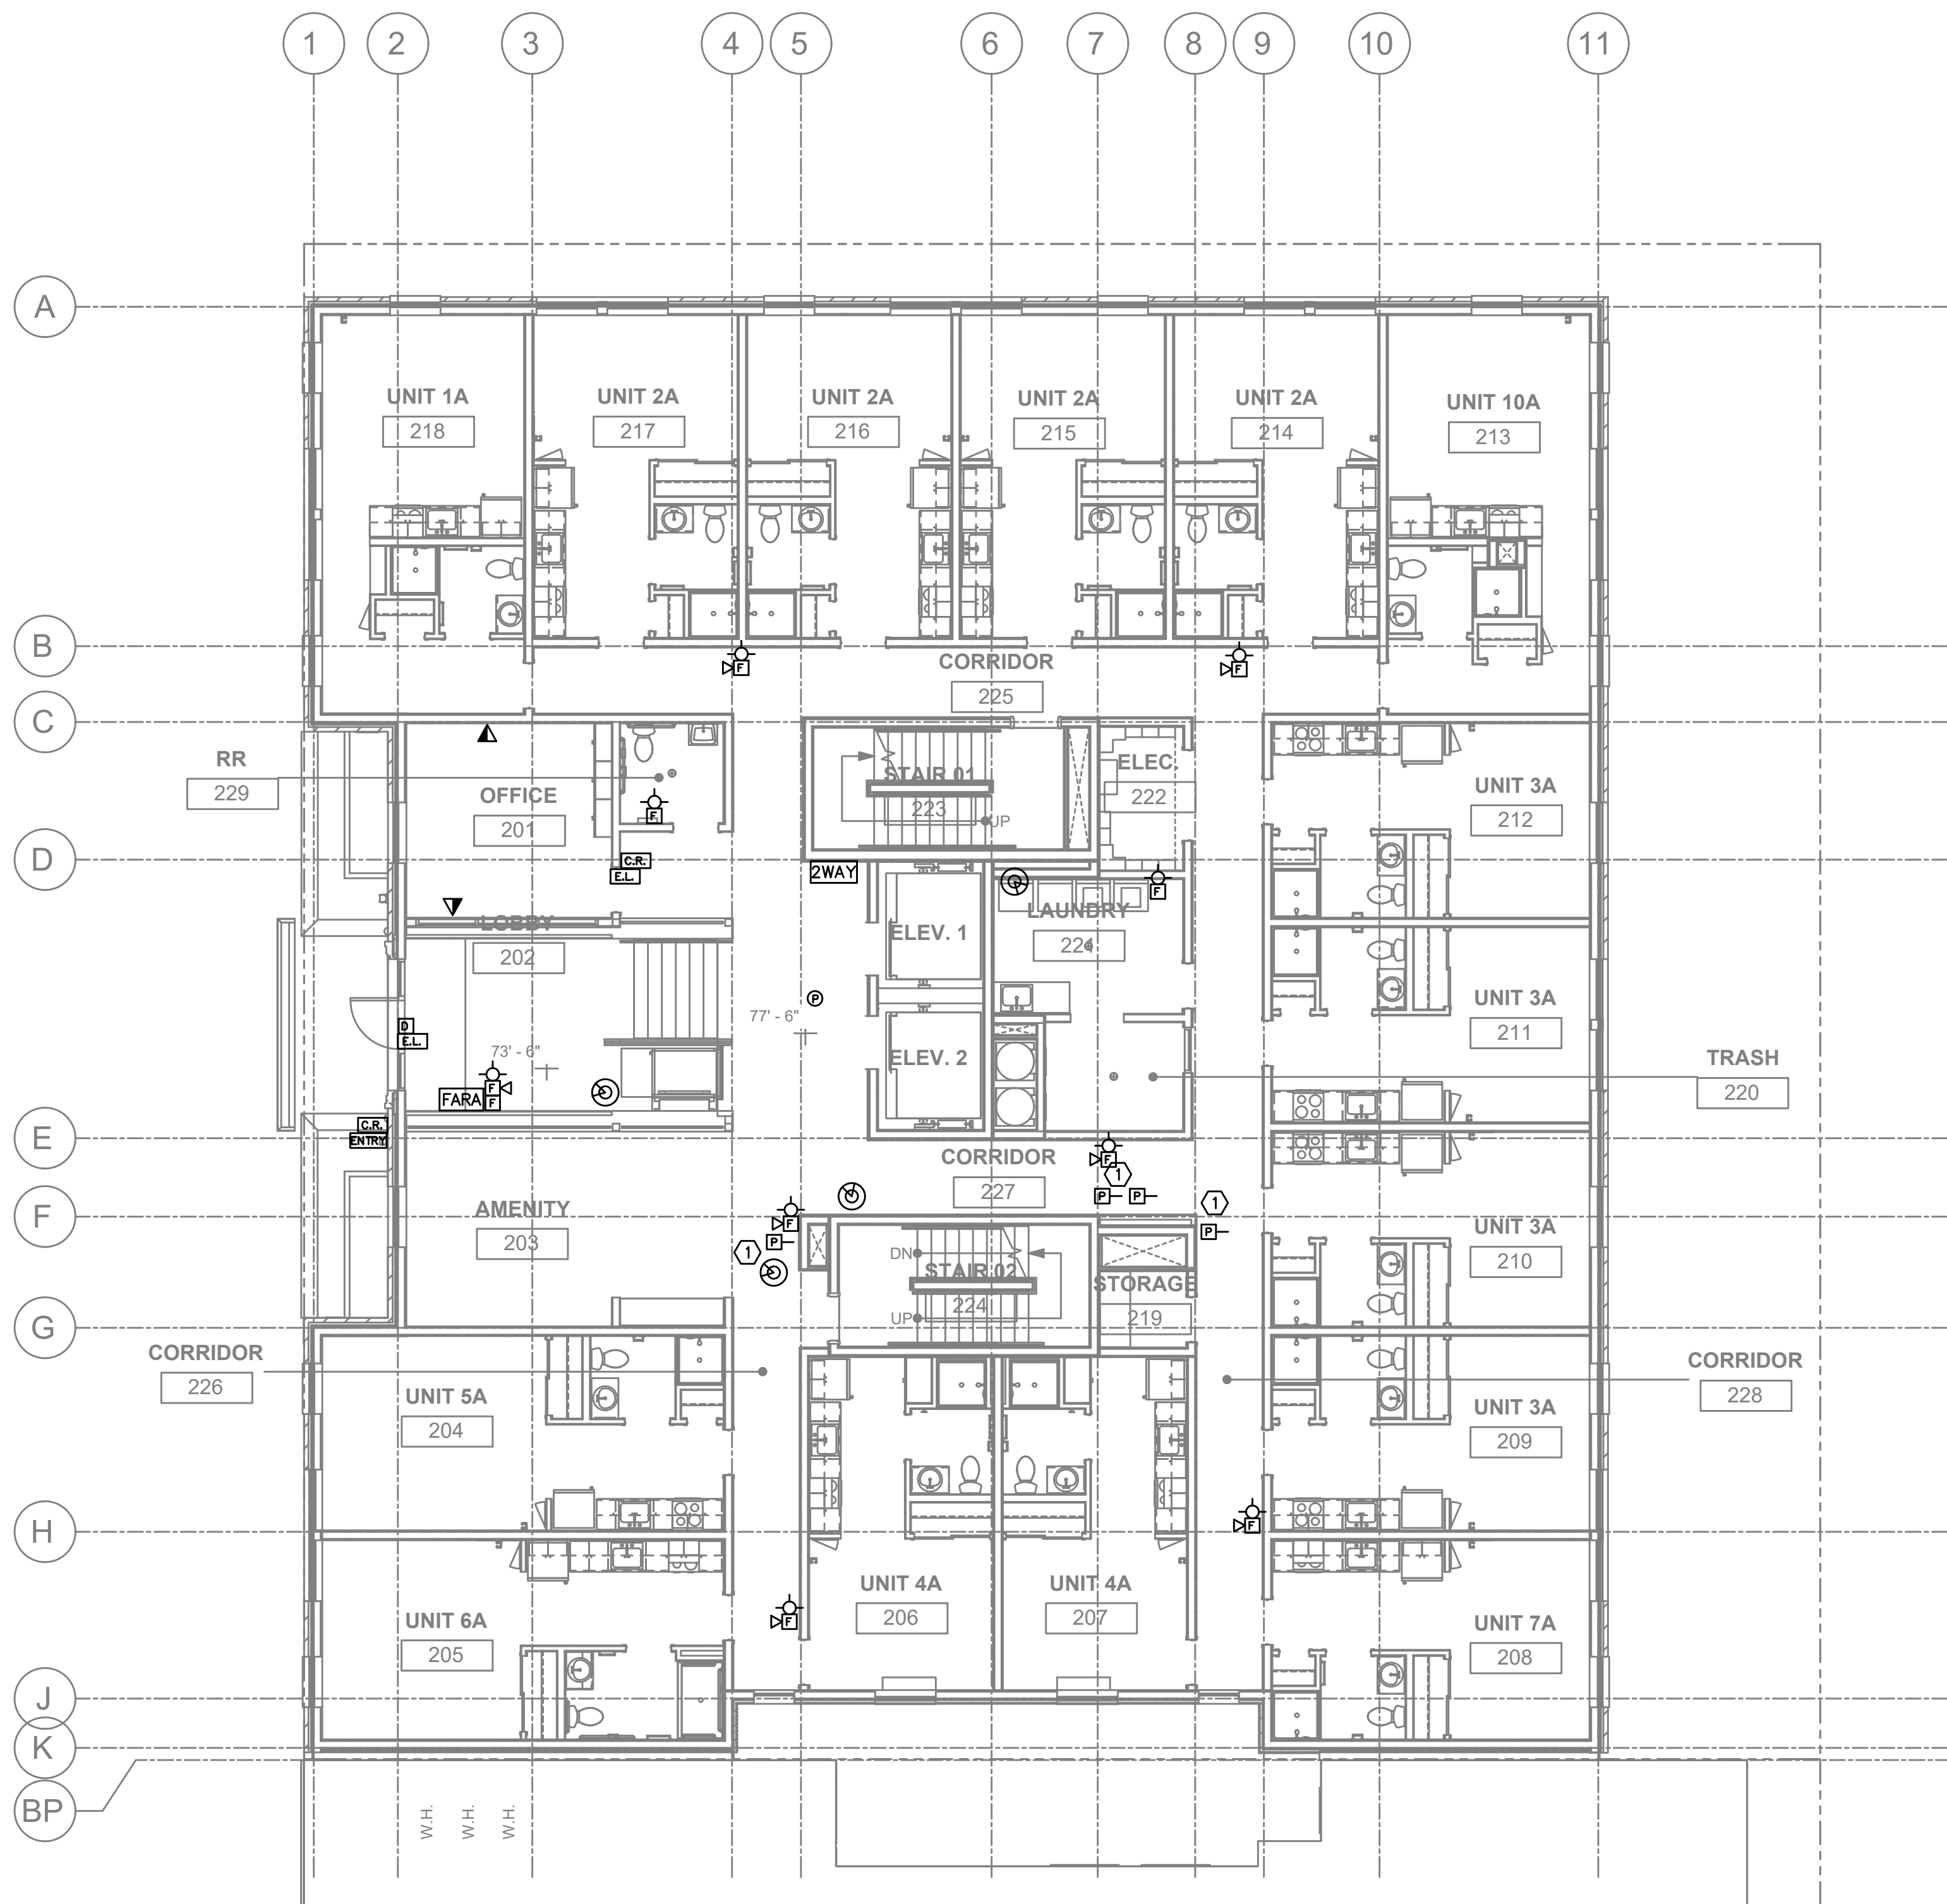 1 2 3 4 5 6 7 8 9 10 11
A
UNIT 1A
218
UNIT 2A
217
UNIT 2A
216
UNIT 2A
215
UNIT 2A
214
UNIT 10A
213
B
F
F
CORRIDOR
225
C
RR
229
OFFICE
201
F
STAIR 01
223
UP
ELEC.
222
UNIT 3A
212
D
C.R.
E.L.
2WAY
F
LOBBY
202
ELEV. 1
LAUNDRY
221
P
77' - 6"
UNIT 3A
211
D
E.L.
73' - 6"
F
FARA
F
ELEV. 2
TRASH
220
C.R.
ENTRY
E
F
1
CORRIDOR
227
P
P
1
P
AMENITY
203
F
F
P
1
DN
STAIR 02
224
UP
STORAGE
219
UNIT 3A
210
G
CORRIDOR
226
UNIT 5A
204
CORRIDOR
228
UNIT 3A
209
H
F
UNIT 6A
205
F
UNIT 4A
206
UNIT 4A
207
UNIT 7A
208
J
K
BP
W.H.
W.H.
W.H.